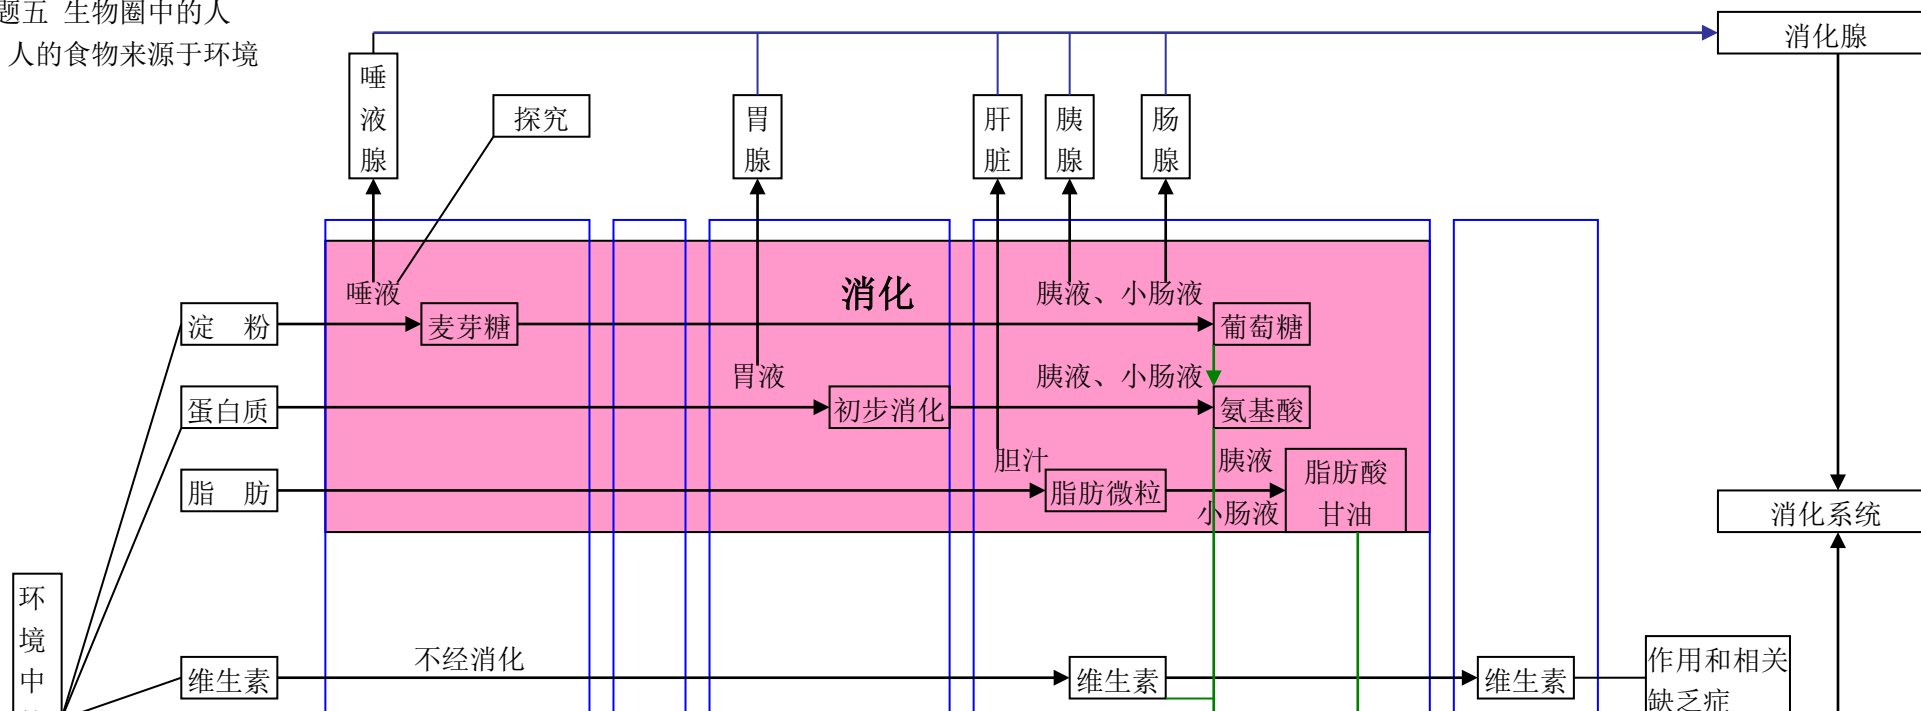 题五 生物圈中的人
人的食物来源于环境
消化腺
唾液腺
探究
胃腺
肝脏
胰腺
肠腺
唾液
消化
胰液、小肠液
淀 粉
麦芽糖
葡萄糖
胃液
胰液、小肠液
蛋白质
初步消化
氨基酸
胆汁
胰液
脂 肪
脂肪微粒
小肠液
脂肪酸
甘油
消化系统
环境中
不经消化
维生素
维生素
维生素
作用和相关
缺乏症